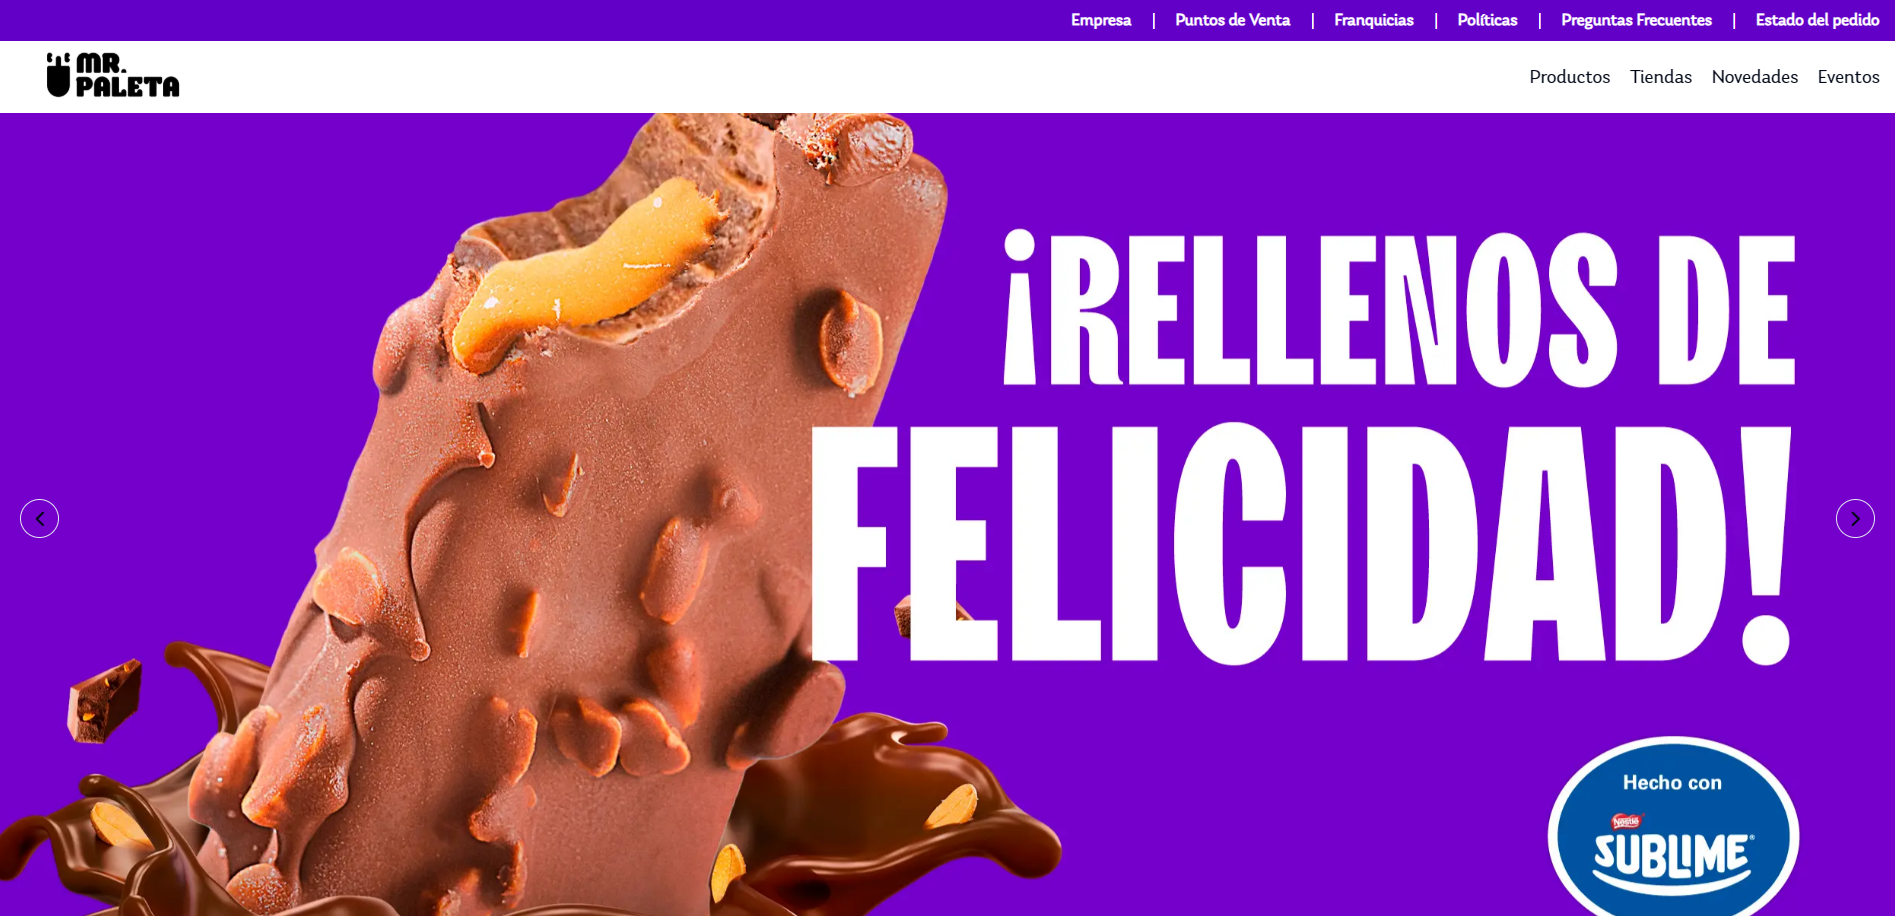 Empresa | Puntos de Venta | Franquicias | Políticas | Preguntas Frecuentes | Estado del pedido
MR.
PALETA
Productos Tiendas Novedades Eventos
¡RELLENOS DE
FELICIDAD!
Hecho con
Nestlé
SUBLIME®